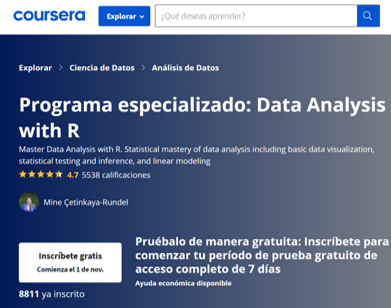 coursera
Explorar
¿Qué deseas aprender?
Explorar > Ciencia de Datos > Análisis de Datos
Programa especializado: Data Analysis
with R
Master Data Analysis with R. Statistical mastery of data analysis including basic data visualization,
statistical testing and inference, and linear modeling
4.7 5538 calificaciones
Mine Çetinkaya-Rundel
Inscríbete gratis
Comienza el 1 de nov.
Pruébalo de manera gratuita: Inscríbete para
comenzar tu período de prueba gratuito de
acceso completo de 7 días
Ayuda económica disponible
8811 ya inscrito